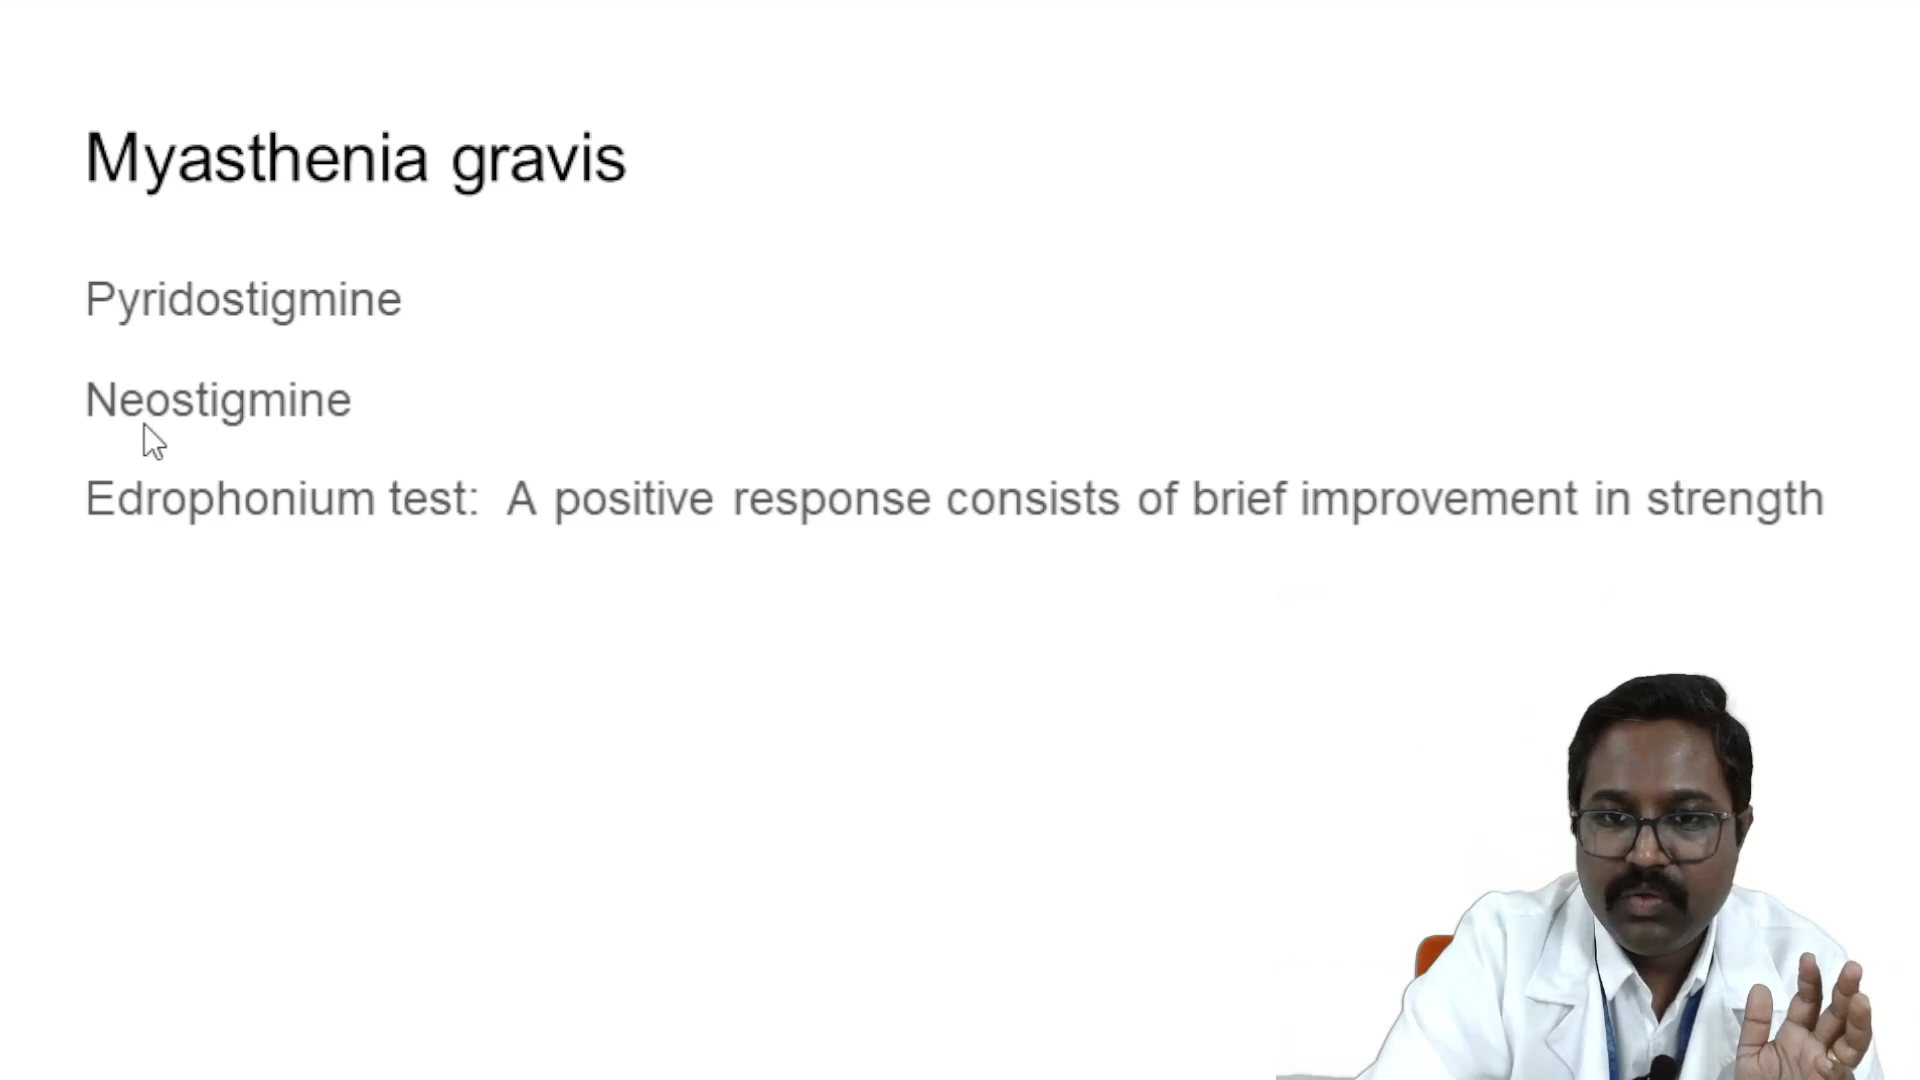 Myasthenia gravis
Pyridostigmine
Neostigmine
Edrophonium test: A positive response consists of brief improvement in strength